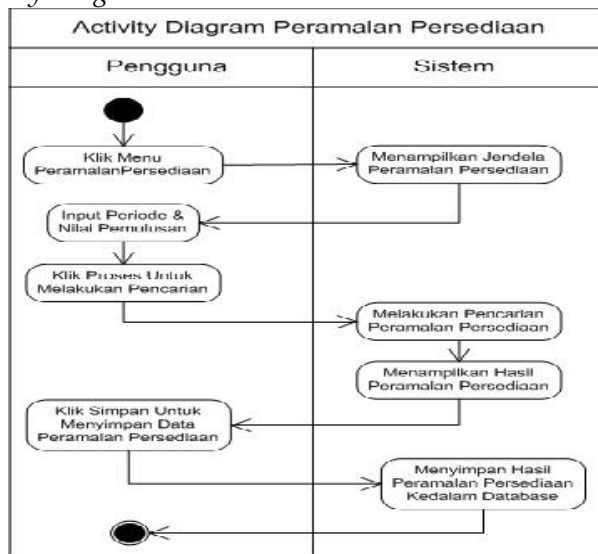 Activity Diagram Peramalan Persediaan
Pengguna
Sistem
Klik Menu
PeramalanPersediaan
Menampilkan Jendela
Peramalan Persediaan
Input Periode &
Nilai Pemulusan
Klik Proses Untuk
Melakukan Pencarian
Melakukan Pencarian
Peramalan Persediaan
Menampilkan Hasil
Peramalan Persediaan
Klik Simpan Untuk
Menyimpan Data
Peramalan Persediaan
Menyimpan Hasil
Peramalan Persediaan
Kedalam Database